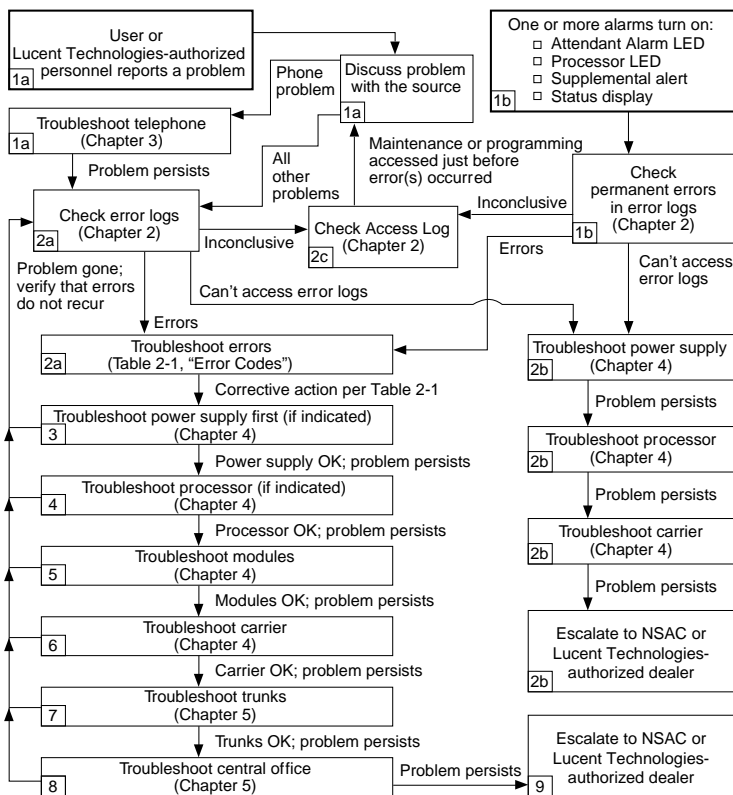 User or
Lucent Technologies-authorized
personnel reports a problem
1a
One or more alarms turn on:
□ Attendant Alarm LED
□ Processor LED
□ Supplemental alert
□ Status display
1b
Discuss problem
with the source
1a
Phone
problem
Troubleshoot telephone
(Chapter 3)
1a
Problem persists
All
other
problems
Maintenance or programming
accessed just before
error(s) occurred
Check
permanent errors
in error logs
(Chapter 2)
1b
Check error logs
(Chapter 2)
2a
Inconclusive
Check Access Log
(Chapter 2)
2c
Inconclusive
Errors
Can't access
error logs
Problem gone;
verify that errors
do not recur
Can't access error logs
Errors
Troubleshoot errors
(Table 2-1, “Error Codes”)
2a
Corrective action per Table 2-1
Troubleshoot power supply first (if indicated)
(Chapter 4)
3
Power supply OK; problem persists
Troubleshoot processor (if indicated)
(Chapter 4)
4
Processor OK; problem persists
Troubleshoot modules
(Chapter 4)
5
Modules OK; problem persists
Troubleshoot carrier
(Chapter 4)
6
Carrier OK; problem persists
Troubleshoot trunks
(Chapter 5)
7
Trunks OK; problem persists
Troubleshoot central office
(Chapter 5)
8
Problem persists
Troubleshoot power supply
(Chapter 4)
2b
Problem persists
Troubleshoot processor
(Chapter 4)
2b
Problem persists
Troubleshoot carrier
(Chapter 4)
2b
Problem persists
Escalate to NSAC or
Lucent Technologies-
authorized dealer
2b
Escalate to NSAC or
Lucent Technologies-
authorized dealer
9